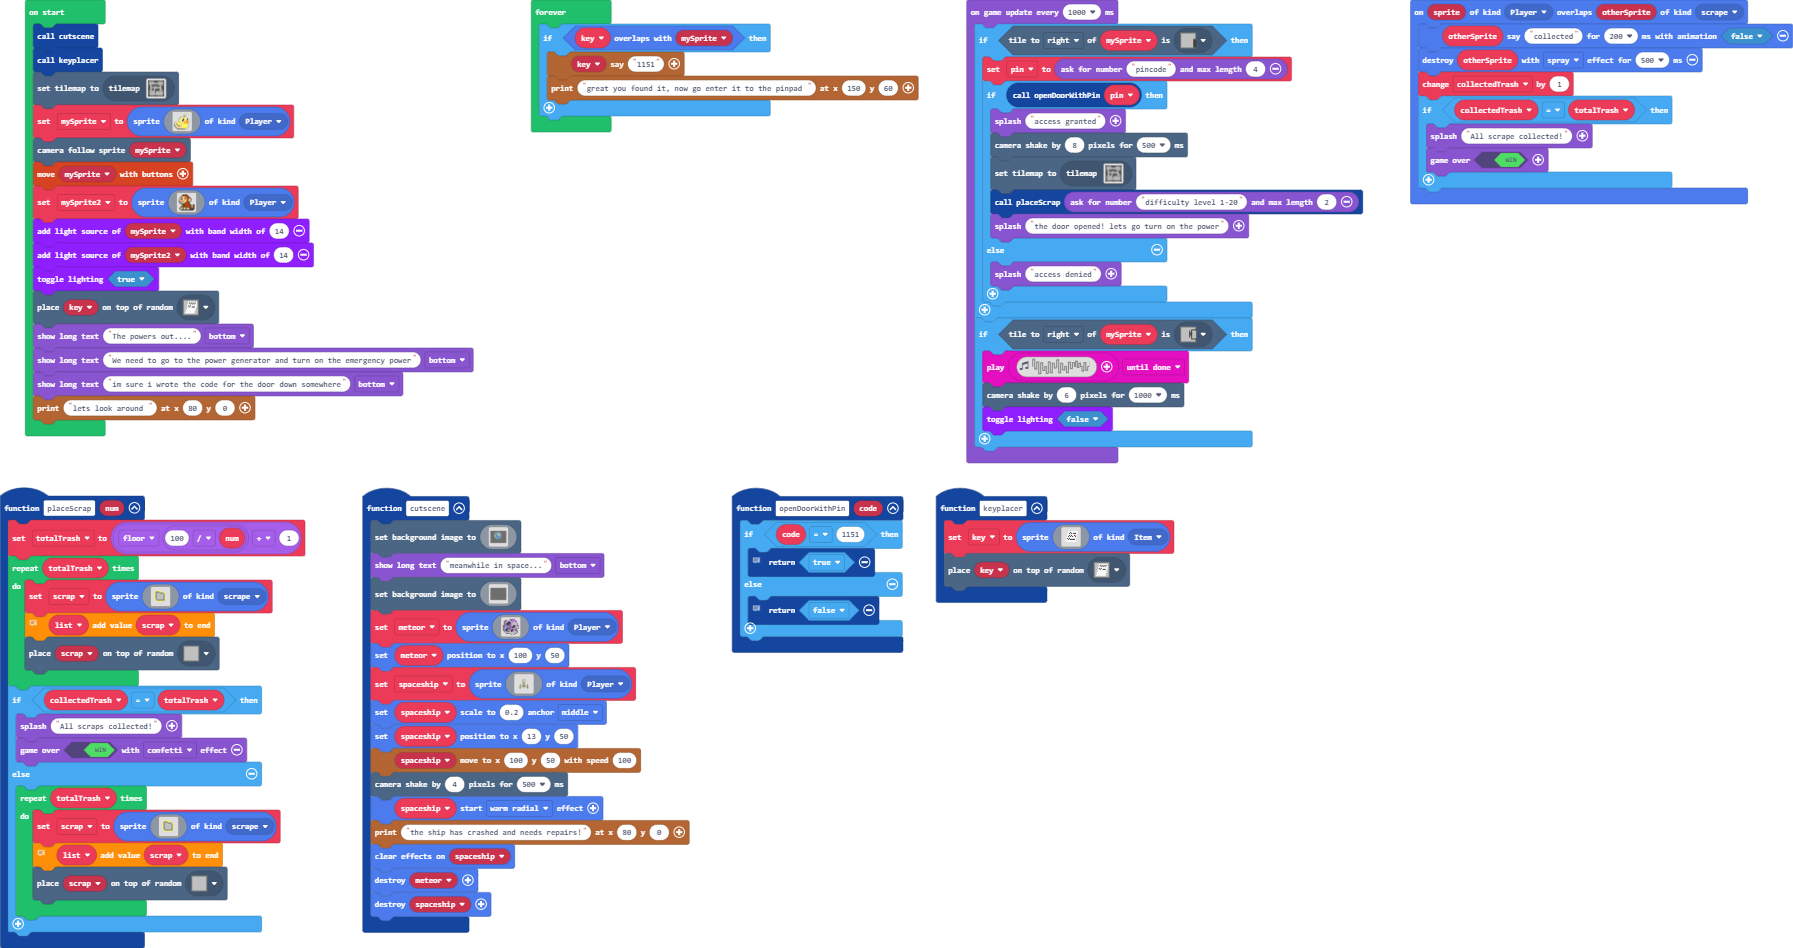 on start
call cutscene
call keyplacer
set tilemap to tilemap
set mySprite to sprite of kind Player
camera follow sprite mySprite
move mySprite with buttons
set mySprite2 to sprite of kind Player
add light source of mySprite with band width of 14
add light source of mySprite2 with band width of 14
toggle lighting true
place key on top of random
show long text "The powers out...." bottom
show long text "We need to go to the power generator and turn on the emergency power" bottom
show long text "im sure i wrote the code for the door down somewhere" bottom
print "lets look around " at x 80 y 0
forever
if key overlaps with mySprite then
key say "1151"
print "great you found it, now go enter it to the pinpad " at x 150 y 60
on game update every 1000 ms
if tile to right of mySprite is then
set pin to ask for number "pincode" and max length 4
if call openDoorWithPin pin then
splash "access granted"
camera shake by 8 pixels for 500 ms
set tilemap to tilemap
call placeScrap ask for number "difficulty level 1-20" and max length 2
splash "the door opened! lets go turn on the power"
else
splash "access denied"
if tile to right of mySprite is then
play until done
camera shake by 6 pixels for 1000 ms
toggle lighting false
on sprite of kind Player overlaps otherSprite of kind scrape
otherSprite say "collected" for 200 ms with animation false
destroy otherSprite with spray effect for 500 ms
change collectedTrash by 1
if collectedTrash = totalTrash then
splash "All scrape collected!"
game over WIN
function placeScrap num
set totalTrash to floor 100 / num + 1
repeat totalTrash times
do
set scrap to sprite of kind scrape
list add value scrap to end
place scrap on top of random
if collectedTrash = totalTrash then
splash "All scraps collected!"
game over WIN with confetti effect
else
repeat totalTrash times
do
set scrap to sprite of kind scrape
list add value scrap to end
place scrap on top of random
function cutscene
set background image to
show long text "meanwhile in space..." bottom
set background image to
set meteor to sprite of kind Player
set meteor position to x 100 y 50
set spaceship to sprite of kind Player
set spaceship scale to 0.2 anchor middle
set spaceship position to x 13 y 50
spaceship move to x 100 y 50 with speed 100
camera shake by 4 pixels for 500 ms
spaceship start warm radial effect
print "the ship has crashed and needs repairs!" at x 80 y 0
clear effects on spaceship
destroy meteor
destroy spaceship
function openDoorWithPin code
if code = 1151 then
return true
else
return false
function keyplacer
set key to sprite of kind Item
place key on top of random